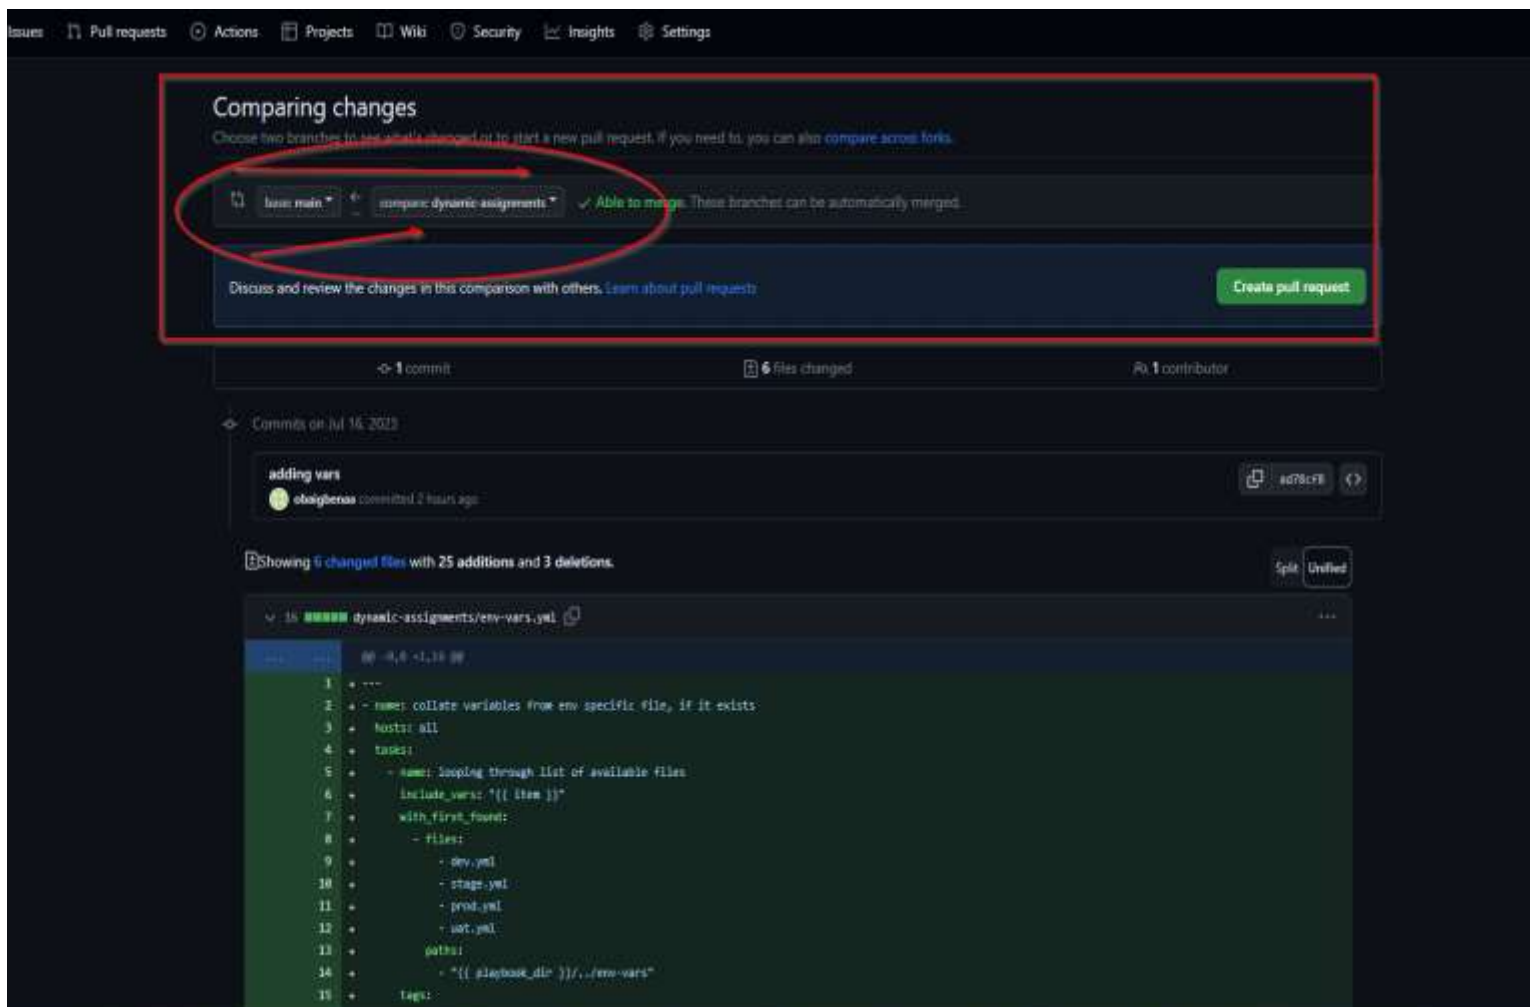 Issues Pull requests Actions Projects Wiki Security Insights Settings
Comparing changes
Choose two branches to see what's changed or to start a new pull request. If you need to, you can also compare across forks.
base: main compare: dynamic-assignments Able to merge. These branches can be automatically merged.
Discuss and review the changes in this comparison with others. Learn about pull requests
Create pull request
1 commit 6 files changed 1 contributor
Commits on Jul 16, 2023
adding vars
obaigbenaa committed 2 hours ago
ad78cf8
Showing 6 changed files with 25 additions and 3 deletions.
Split Unified
16 dynamic-assignments/env-vars.yml
@@ -0,0 +1,16 @@
1 + ---
2 + - name: collate variables from env specific file, if it exists
3 + hosts: all
4 + tasks:
5 + - name: looping through list of available files
6 + include_vars: "{{ item }}"
7 + with_first_found:
8 + - files:
9 + - dev.yml
10 + - stage.yml
11 + - prod.yml
12 + - uat.yml
13 + paths:
14 + - "{{ playbook_dir }}/../env-vars"
15 + tags: